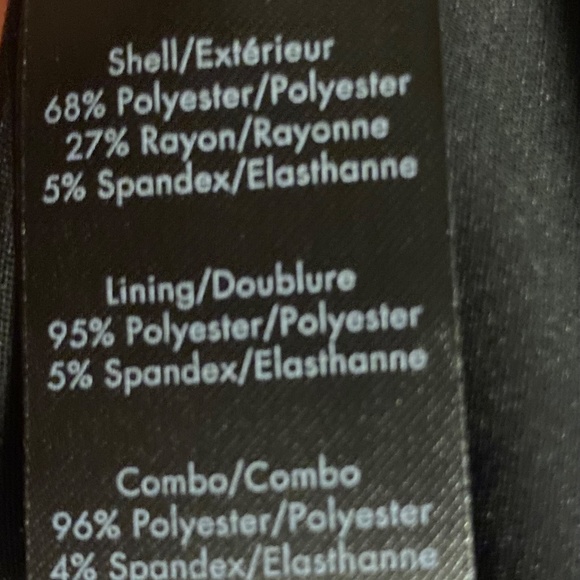 Shell/Extérieur
68% Polyester/Polyester
27% Rayon/Rayonne
5% Spandex/Elasthanne
Lining/Doublure
95% Polyester/Polyester
5% Spandex/Elasthanne
Combo/Combo
96% Polyester/Polyester
4% Spandex/Elasthanne